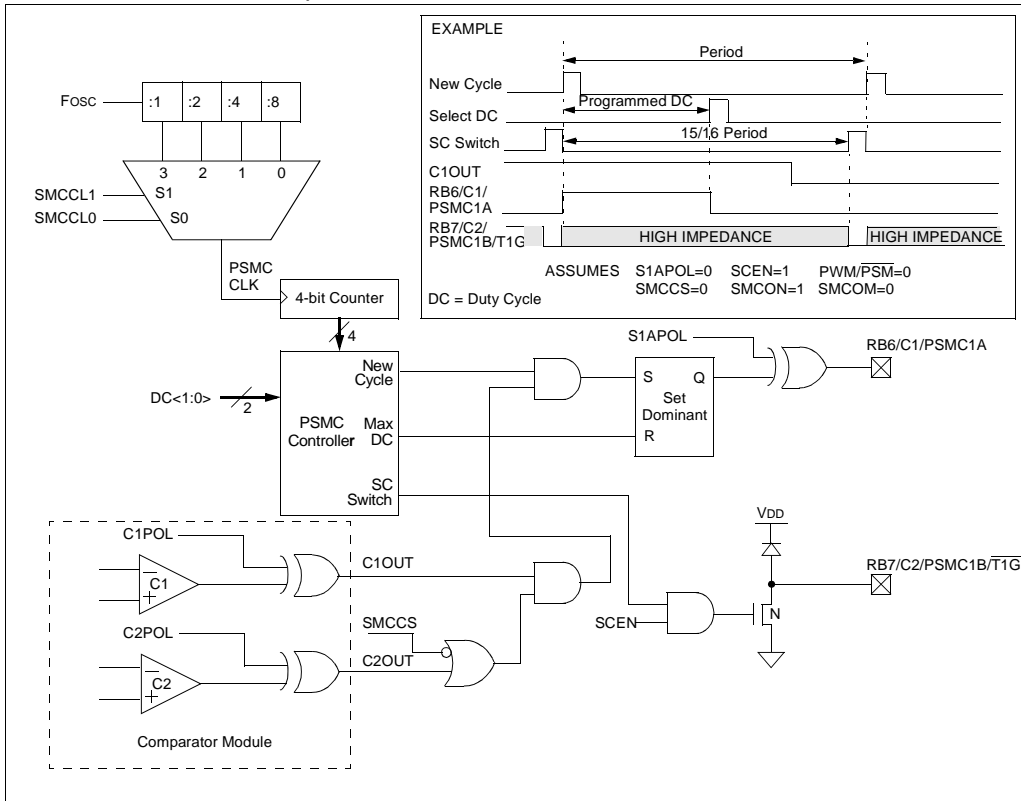 EXAMPLE
Period
New Cycle
Programmed DC
Select DC
15/16 Period
SC Switch
C1OUT
RB6/C1/
PSMC1A
RB7/C2/
PSMC1B/T1G
HIGH IMPEDANCE
HIGH IMPEDANCE
ASSUMES S1APOL=0 SCEN=1 PWM/PSM=0
SMCCS=0 SMCON=1 SMCOM=0
DC = Duty Cycle
FOSC
:1 :2 :4 :8
3 2 1 0
SMCCL1
S1
SMCCL0
S0
PSMC
CLK
4-bit Counter
4
DC<1:0>
2
New
Cycle
PSMC
Controller
Max
DC
SC
Switch
S1APOL
S Q
Set
Dominant
R
RB6/C1/PSMC1A
VDD
RB7/C2/PSMC1B/T1G
N
SCEN
C1POL
C1
C1OUT
SMCCS
C2POL
C2
C2OUT
Comparator Module